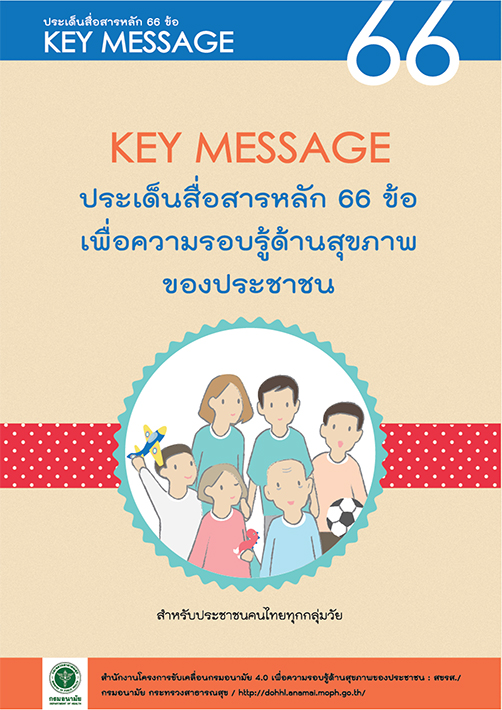 ประเด็นสื่อสารหลัก 66 ข้อ
KEY MESSAGE
66
KEY MESSAGE
ประเด็นสื่อสารหลัก 66 ข้อ
เพื่อความรอบรู้ด้านสุขภาพ
ของประชาชน
สำหรับประชาชนคนไทยทุกกลุ่มวัย
กรมอนามัย
DEPARTMENT OF HEALTH
สำนักงานโครงการขับเคลื่อนกรมอนามัย 4.0 เพื่อความรอบรู้ด้านสุขภาพของประชาชน : สขรส./
กรมอนามัย กระทรวงสาธารณสุข / http://dohhl.anamai.moph.go.th/